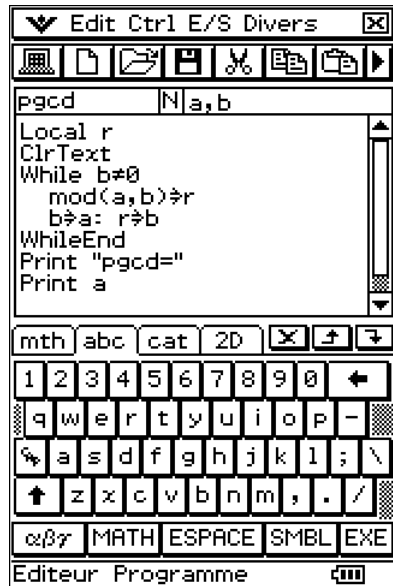 Edit Ctrl E/S Divers
pgcd N a,b
Local r
ClrText
While b≠0
mod(a,b)⇒r
b⇒a: r⇒b
WhileEnd
Print "pgcd="
Print a
mth abc cat 2D
1 2 3 4 5 6 7 8 9 0
q w e r t y u i o p -
a s d f g h j k l ; \
z x c v b n m , . /
αβγ MATH ESPACE SMBL EXE
Editeur Programme